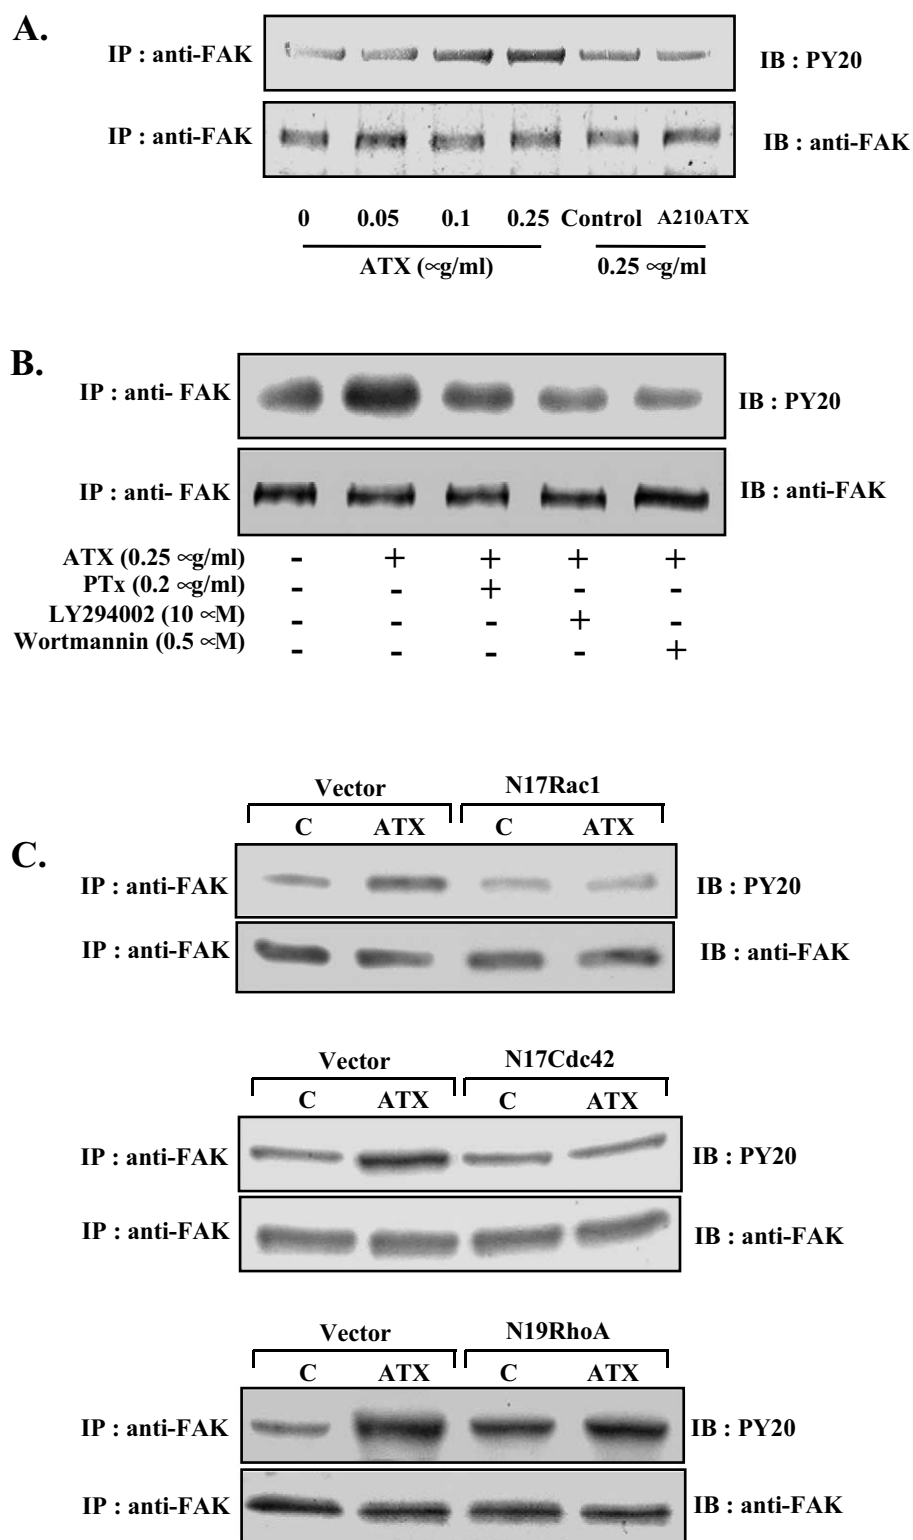 A.
IP : anti-FAK
IB : PY20
IP : anti-FAK
IB : anti-FAK
0 0.05 0.1 0.25 Control A210ATX
ATX (∝g/ml) 0.25 ∝g/ml
B.
IP : anti- FAK
IB : PY20
IP : anti- FAK
IB : anti-FAK
ATX (0.25 ∝g/ml) - + + + +
PTx (0.2 ∝g/ml) - - + - -
LY294002 (10 ∝M) - - - + -
Wortmannin (0.5 ∝M) - - - - +
C.
Vector N17Rac1
C ATX C ATX
IP : anti-FAK IB : PY20
IP : anti-FAK IB : anti-FAK
Vector N17Cdc42
C ATX C ATX
IP : anti-FAK IB : PY20
IP : anti-FAK IB : anti-FAK
Vector N19RhoA
C ATX C ATX
IP : anti-FAK IB : PY20
IP : anti-FAK IB : anti-FAK